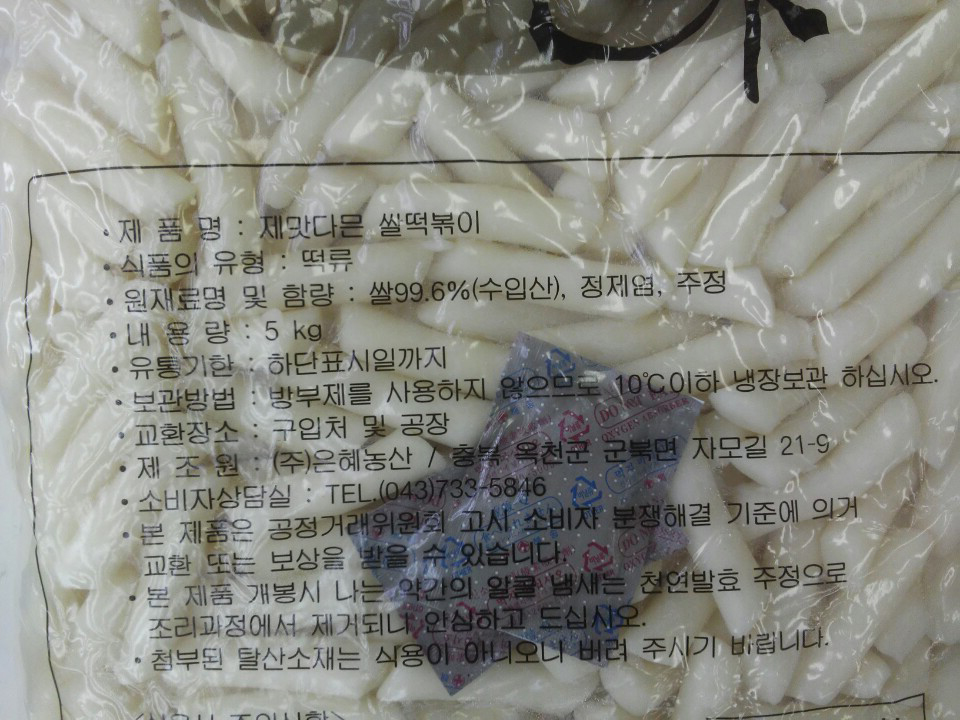 • 제 품 명 : 제맛다믄 쌀떡볶이
• 식품의 유형 : 떡류
• 원재료명 및 함량 : 쌀99.6%(수입산), 정제염, 주정
• 내 용 량 : 5 kg
• 유통기한 : 하단표시일까지
• 보관방법 : 방부제를 사용하지 않으므로 10℃이하 냉장보관 하십시오.
• 교환장소 : 구입처 및 공장
• 제 조 원 : (주)은혜농산 / 충북 옥천군 군북면 자모길 21-9
• 소비자상담실 : TEL.(043)733-5846
• 본 제품은 공정거래위원회 고시 소비자 분쟁해결 기준에 의거
교환 또는 보상을 받을 수 있습니다.
• 본 제품 개봉시 나는 약간의 알콜 냄새는 천연발효 주정으로
조리과정에서 제거되니 안심하고 드십시오.
• 첨부된 탈산소재는 식용이 아니오니 버려 주시기 바랍니다.